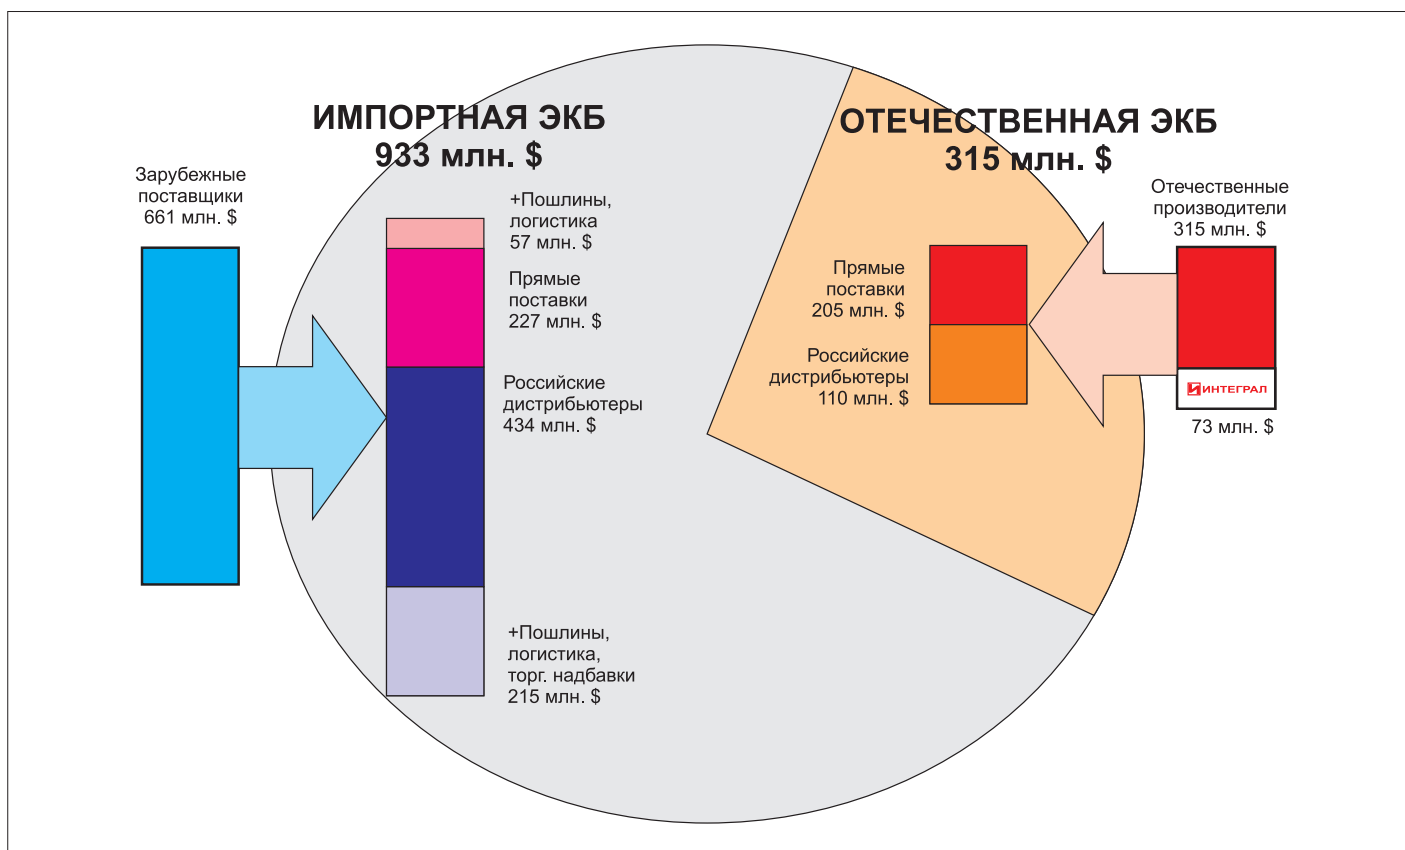 ИМПОРТНАЯ ЭКБ
933 млн. $
ОТЕЧЕСТВЕННАЯ ЭКБ
315 млн. $
Зарубежные
поставщики
661 млн. $
+Пошлины,
логистика
57 млн. $
Прямые
поставки
227 млн. $
Российские
дистрибьютеры
434 млн. $
+Пошлины,
логистика,
торг. надбавки
215 млн. $
Прямые
поставки
205 млн. $
Российские
дистрибьютеры
110 млн. $
Отечественные
производители
315 млн. $
ИНТЕГРАЛ
73 млн. $